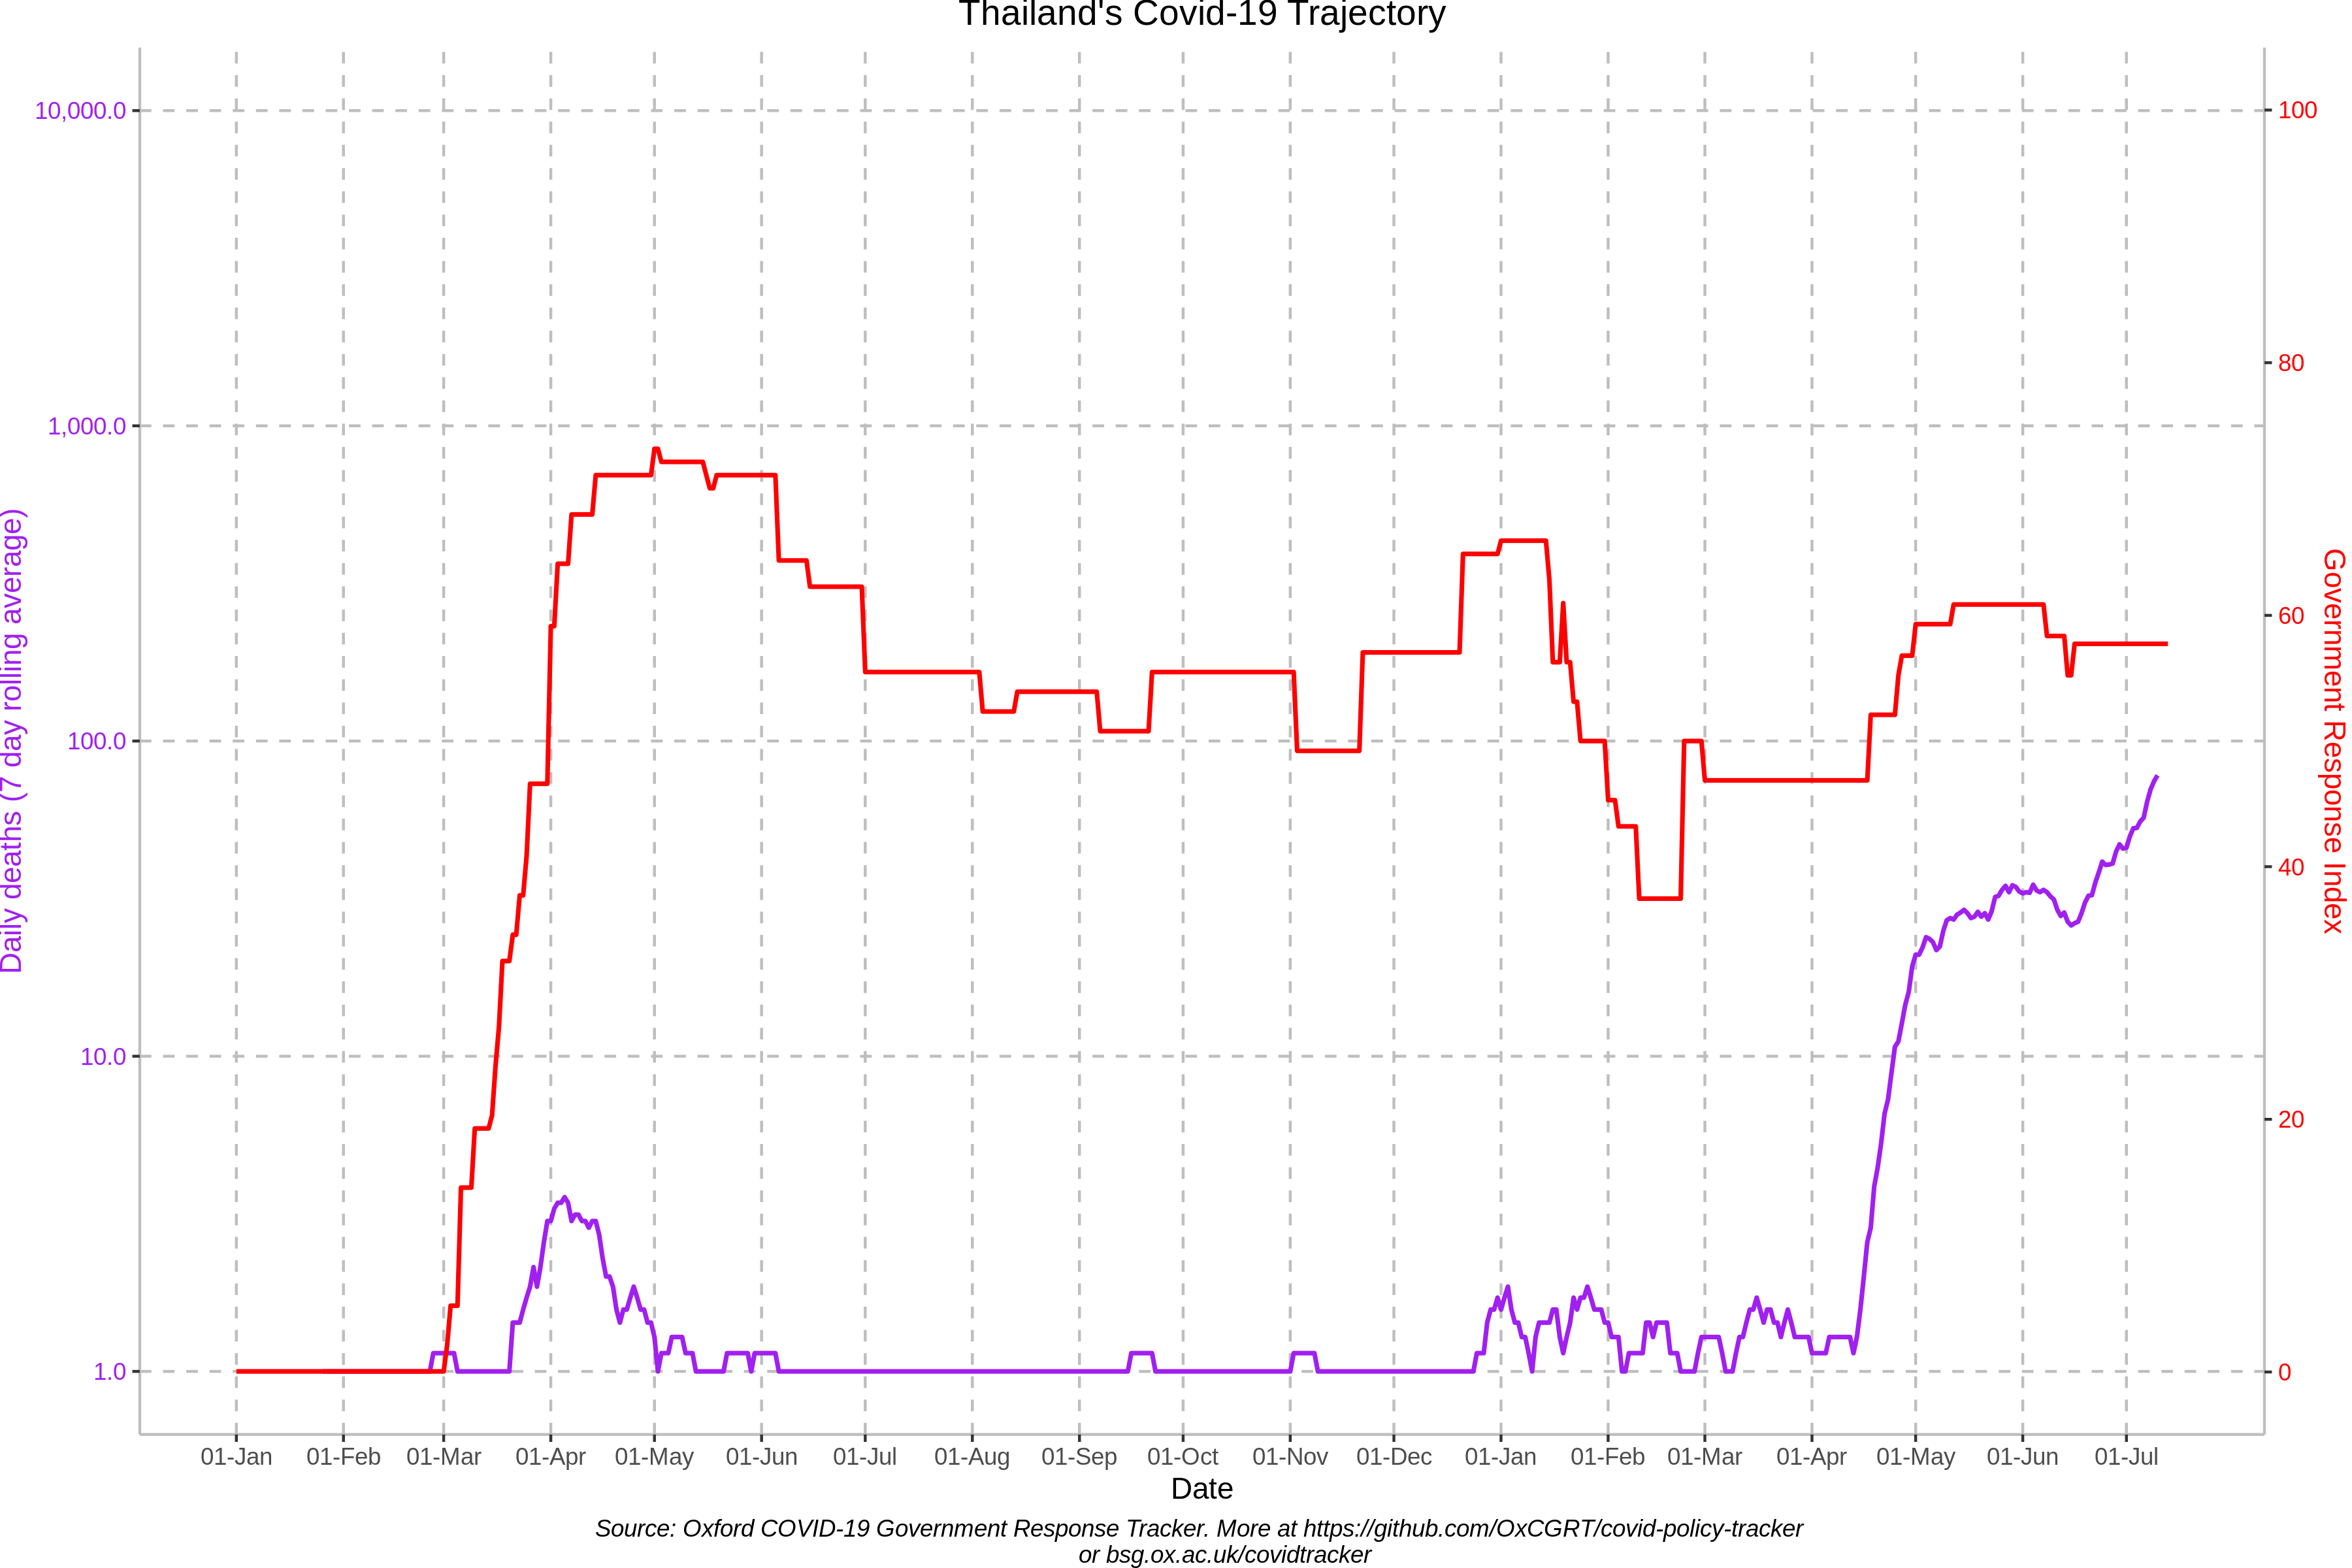 Thailand's Covid-19 Trajectory
10,000.0
1,000.0
100.0
10.0
1.0
Daily deaths (7 day rolling average)
100
80
60
40
20
0
Government Response Index
01-Jan 01-Feb 01-Mar 01-Apr 01-May 01-Jun 01-Jul 01-Aug 01-Sep 01-Oct 01-Nov 01-Dec 01-Jan 01-Feb 01-Mar 01-Apr 01-May 01-Jun 01-Jul
Date
Source: Oxford COVID-19 Government Response Tracker. More at https://github.com/OxCGRT/covid-policy-tracker
or bsg.ox.ac.uk/covidtracker